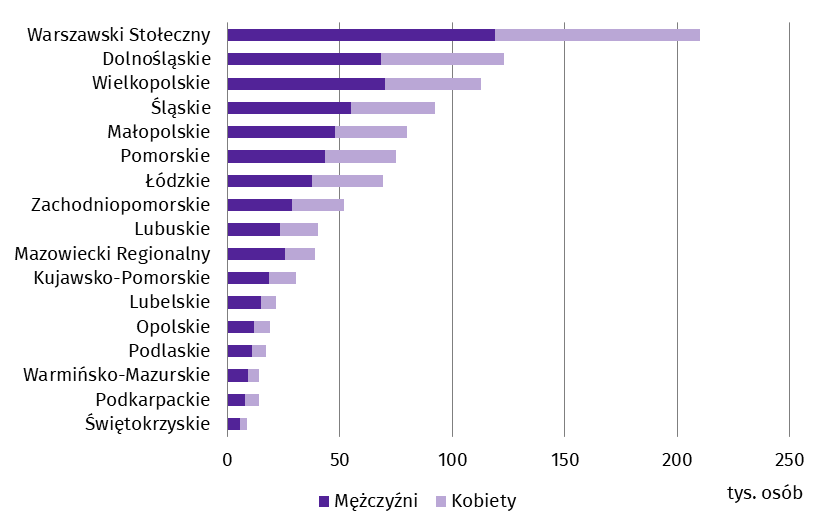 Warszawski Stołeczny
Dolnośląskie
Wielkopolskie
Śląskie
Małopolskie
Pomorskie
Łódzkie
Zachodniopomorskie
Lubuskie
Mazowiecki Regionalny
Kujawsko-Pomorskie
Lubelskie
Opolskie
Podlaskie
Warmińsko-Mazurskie
Podkarpackie
Świętokrzyskie
0 50 100 150 200 250
tys. osób
Mężczyźni Kobiety